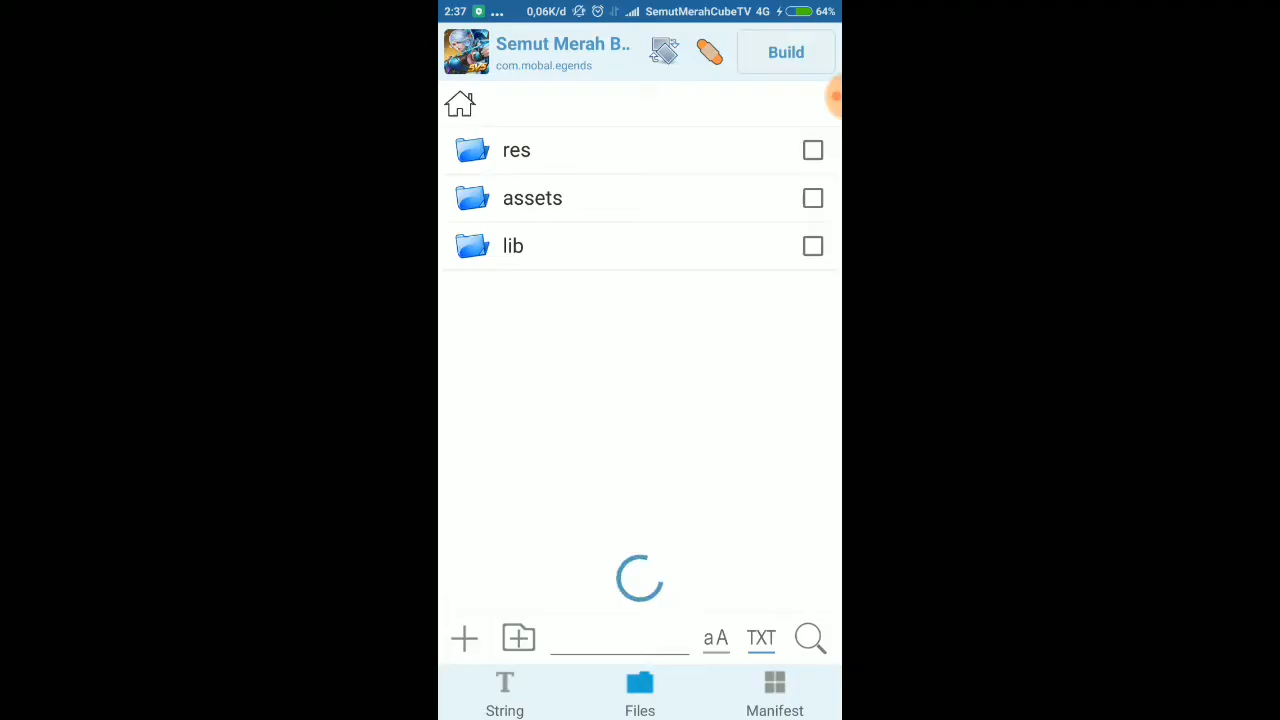 2:37 ... 0,06K/d SemutMerahCubeTV 4G 64%
Semut Merah B..
com.mobal.egends
Build
res
assets
lib
aA TXT
String Files Manifest